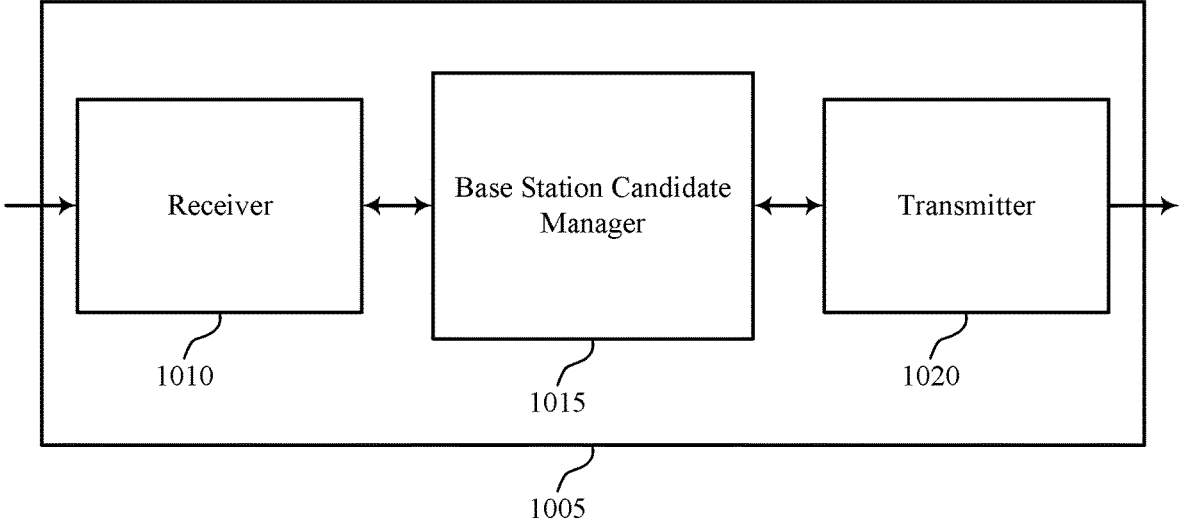 Receiver
Base Station Candidate
Manager
Transmitter
1010
1015
1020
1005